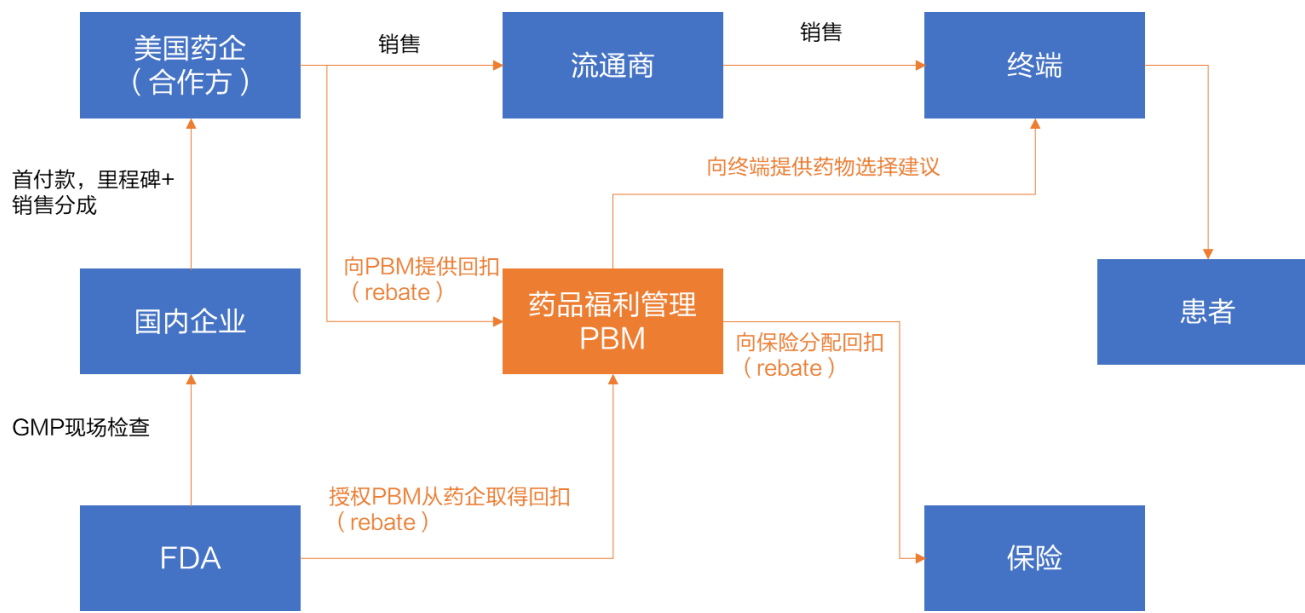 美国药企
（合作方）
销售
流通商
销售
终端
首付款，里程碑+
销售分成
向终端提供药物选择建议
向PBM提供回扣
（rebate）
国内企业
药品福利管理
PBM
向保险分配回扣
（rebate）
患者
GMP现场检查
授权PBM从药企取得回扣
（rebate）
FDA
保险